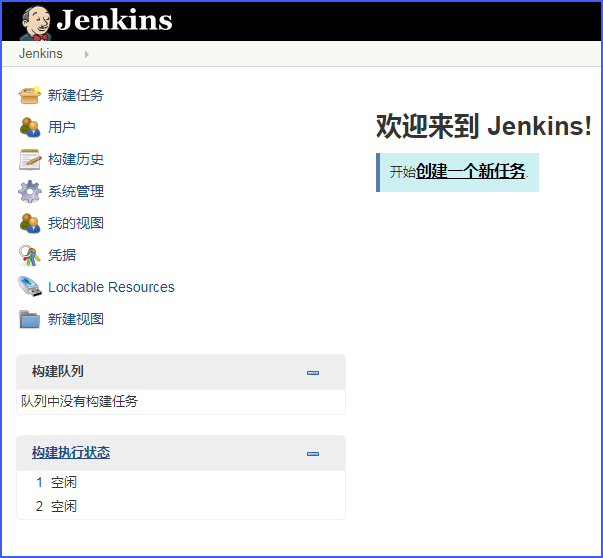 Jenkins
Jenkins
新建任务
用户
构建历史
系统管理
我的视图
凭据
Lockable Resources
新建视图
构建队列
队列中没有构建任务
构建执行状态
1 空闲
2 空闲
欢迎来到 Jenkins!
开始创建一个新任务.